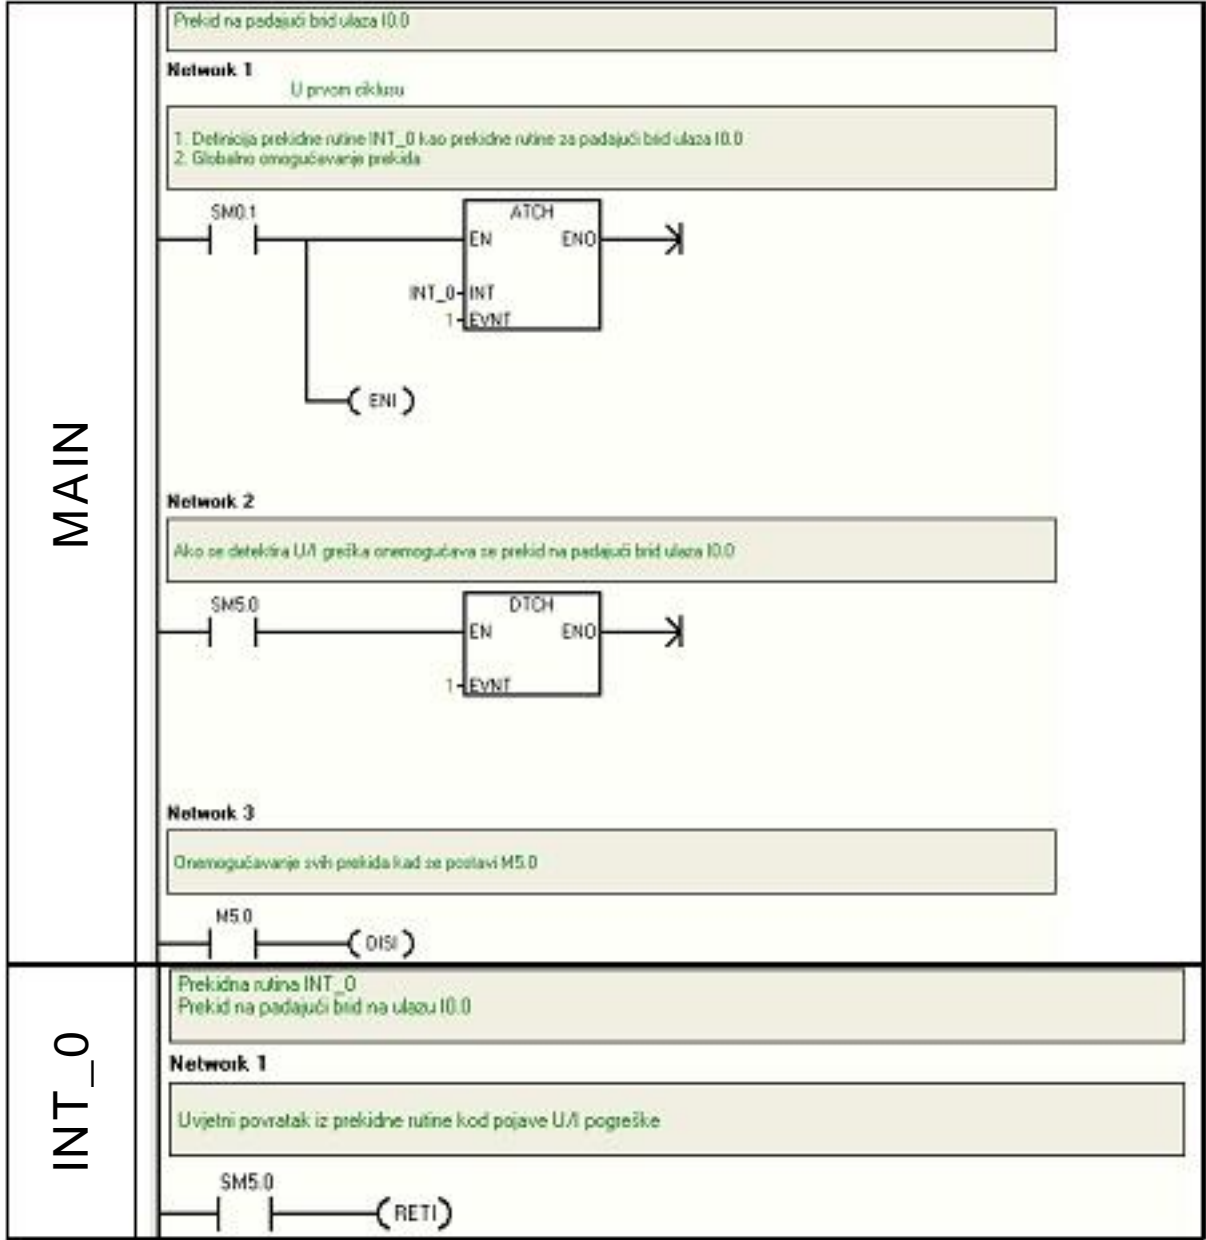 MAIN
Prekid na padajući brid ulaza I0.0
Network 1
U prvom ciklusu
1. Definicija prekidne rutine INT_0 kao prekidne rutine za padajući brid ulaza I0.0
2. Globalno omogućavanje prekida
SM0.1
ATCH
EN ENO
INT_0 INT
1 EVNT
ENI
Network 2
Ako se detektira U/I greška onemogućava se prekid na padajući brid ulaza I0.0
SM5.0
DTCH
EN ENO
1 EVNT
Network 3
Onemogućavanje svih prekida kad se postavi M5.0
M5.0
DISI
INT_0
Prekidna rutina INT_0
Prekid na padajući brid na ulazu I0.0
Network 1
Uvjetni povratak iz prekidne rutine kod pojave U/I pogreške
SM5.0
RETI